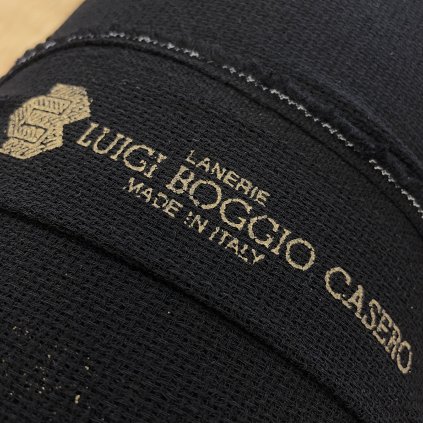 LANERIE
LUIGI BOGGIO CASERO
MADE IN ITALY